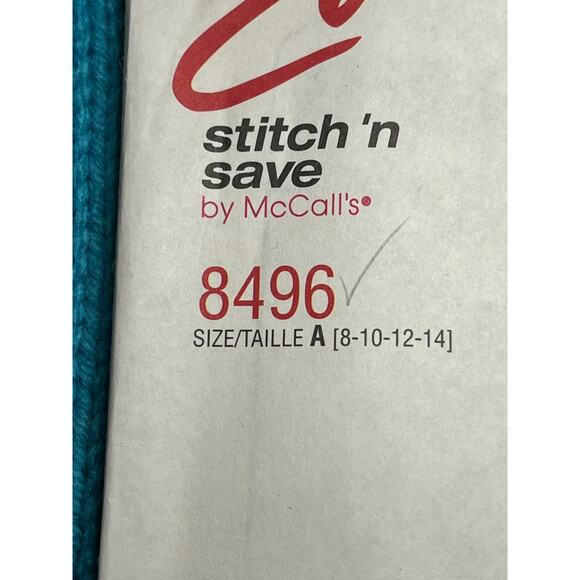 stitch 'n
save
by McCall's®
8496 ✓
SIZE/TAILLE A [8-10-12-14]